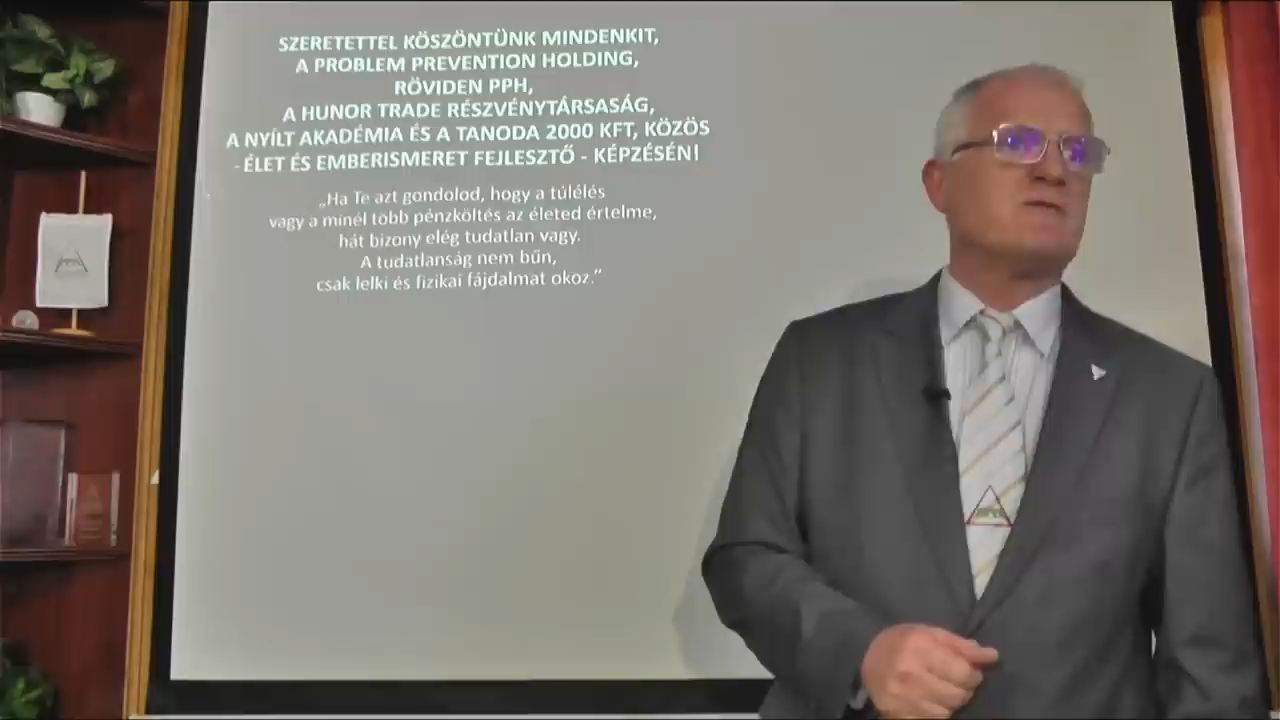 SZERETETTEL KÖSZÖNTÜNK MINDENKIT,
A PROBLEM PREVENTION HOLDING,
RÖVIDEN PPH,
A HUNOR TRADE RÉSZVÉNYTÁRSASÁG,
A NYÍLT AKADÉMIA ÉS A TANODA 2000 KFT, KÖZÖS
- ÉLET ÉS EMBERISMERET FEJLESZTŐ - KÉPZÉSÉN!
„Ha Te azt gondolod, hogy a túlélés
vagy a minél több pénzköltés az életed értelme,
hát bizony elég tudatlan vagy.
A tudatlanság nem bűn,
csak lelki és fizikai fájdalmat okoz.”